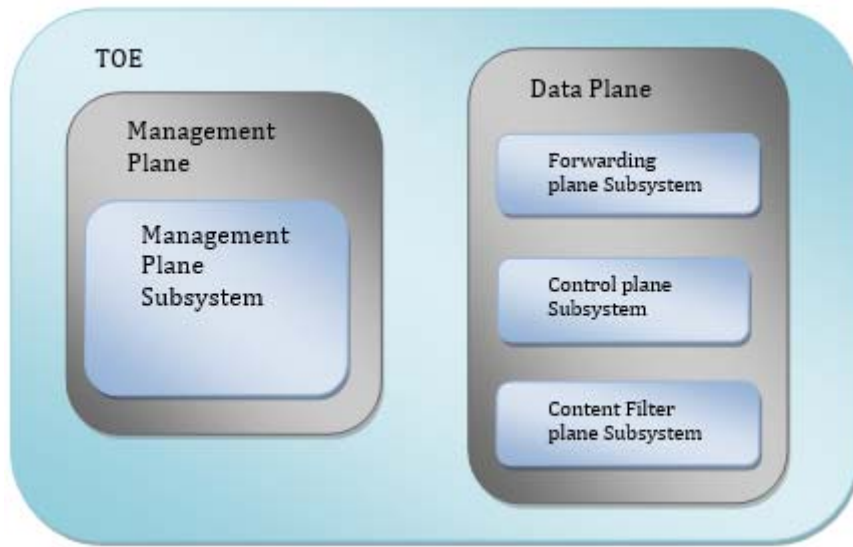 TOE
Management
Plane
Management
Plane
Subsystem
Data Plane
Forwarding
plane Subsystem
Control plane
Subsystem
Content Filter
plane Subsystem